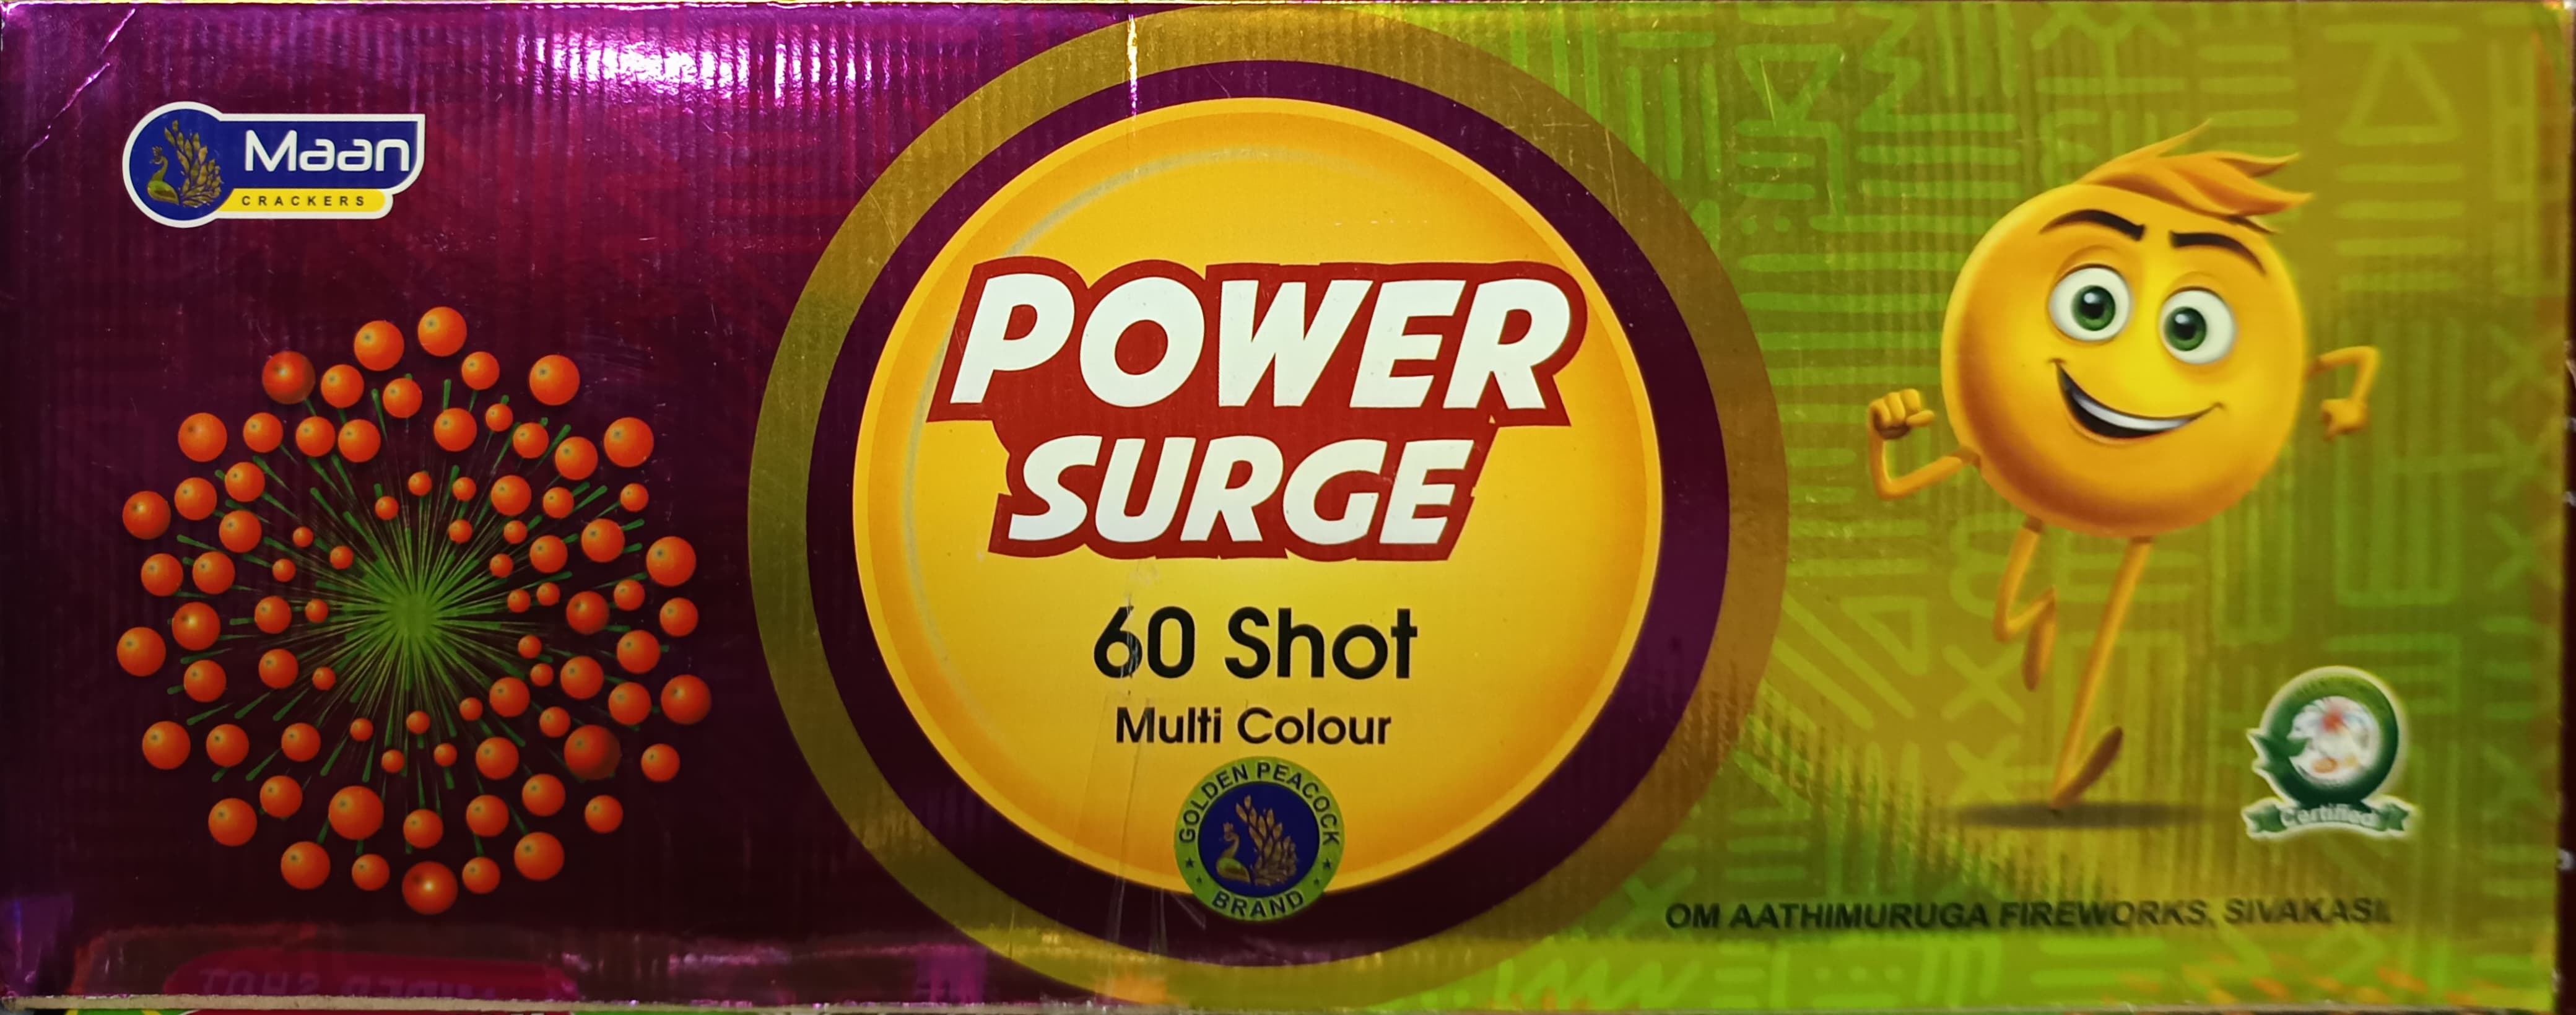 Maan
CRACKERS
POWER
SURGE
60 Shot
Multi Colour
GOLDEN PEACOCK
BRAND
Certified
OM AATHIMURUGA FIREWORKS, SIVAKASI.